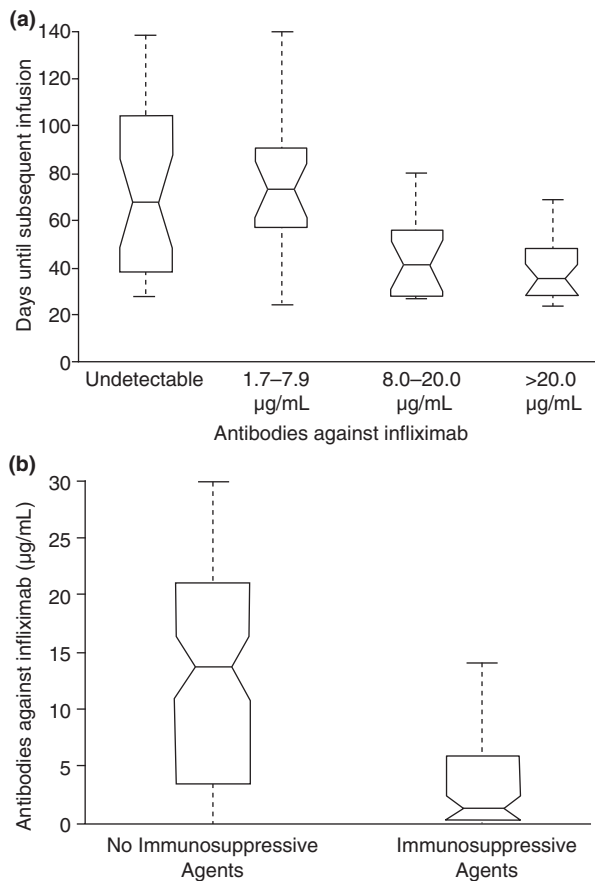 (a)
Days until subsequent infusion
140
120
100
80
60
40
20
0
Undetectable
1.7–7.9
µg/mL
8.0–20.0
µg/mL
>20.0
µg/mL
Antibodies against infliximab
(b)
Antibodies against infliximab (µg/mL)
30
25
20
15
10
5
0
No Immunosuppressive
Agents
Immunosuppressive
Agents